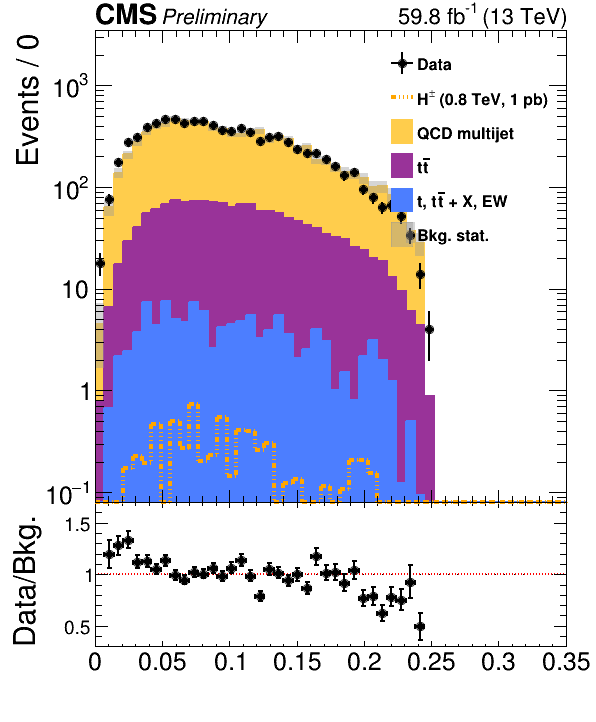 CMS Preliminary 59.8 fb⁻¹ (13 TeV)
Events / 0
10³
10²
10
1
10⁻¹
Data
H± (0.8 TeV, 1 pb)
QCD multijet
tt̄
t, tt̄ + X, EW
Bkg. stat.
Data/Bkg.
1.5
1
0.5
0 0.05 0.1 0.15 0.2 0.25 0.3 0.35